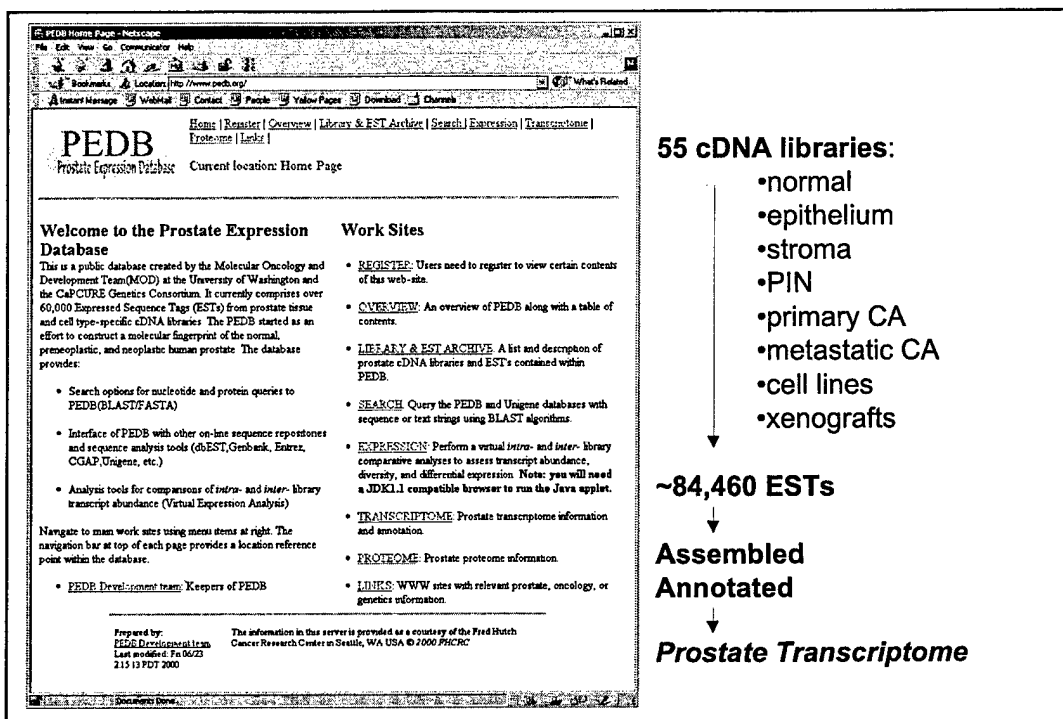 PEDB Home Page - Netscape
File Edit View Go Communicator Help
Bookmarks Location: http://www.pedb.org/ What's Related
Instant Message WebMail Contact People Yellow Pages Download Channels
Home | Register | Overview | Library & EST Archive | Search | Expression | Transcriptome |
Proteome | Links |
PEDB
Prostate Expression Database
Current location: Home Page
Welcome to the Prostate Expression
Database
This is a public database created by the Molecular Oncology and
Development Team(MOD) at the University of Washington and
the CaPCURE Genetics Consortium. It currently comprises over
60,000 Expressed Sequence Tags (ESTs) from prostate tissue
and cell type-specific cDNA libraries. The PEDB started as an
effort to construct a molecular fingerprint of the normal,
preneoplastic, and neoplastic human prostate. The database
provides:
• Search options for nucleotide and protein queries to
PEDB(BLAST/FASTA)
• Interface of PEDB with other on-line sequence repositories
and sequence analysis tools (dbEST,Genbank, Entrez,
CGAP,Unigene, etc.)
• Analysis tools for comparisons of intra- and inter- library
transcript abundance (Virtual Expression Analysis)
Navigate to main work sites using menu items at right. The
navigation bar at top of each page provides a location reference
point within the database.
• PEDB Development team: Keepers of PEDB
Work Sites
• REGISTER: Users need to register to view certain contents
of this web-site.
• OVERVIEW: An overview of PEDB along with a table of
contents.
• LIBRARY & EST ARCHIVE: A list and description of
prostate cDNA libraries and EST's contained within
PEDB.
• SEARCH: Query the PEDB and Unigene databases with
sequence or text strings using BLAST algorithms.
• EXPRESSION: Perform a virtual intra- and inter- library
comparative analyses to assess transcript abundance,
diversity, and differential expression. Note: you will need
a JDK1.1 compatible browser to run the Java applet.
• TRANSCRIPTOME: Prostate transcriptome information
and annotation.
• PROTEOME: Prostate proteome information.
• LINKS: WWW sites with relevant prostate, oncology, or
genetics information.
Prepared by:
PEDB Development team
Last modified: Fri 06/23
2:15:13 PDT 2000
The information in this server is provided as a courtesy of the Fred Hutch
Cancer Research Center in Seattle, WA USA © 2000 FHCRC
Document: Done
55 cDNA libraries:
•normal
•epithelium
•stroma
•PIN
•primary CA
•metastatic CA
•cell lines
•xenografts
~84,460 ESTs
Assembled
Annotated
Prostate Transcriptome